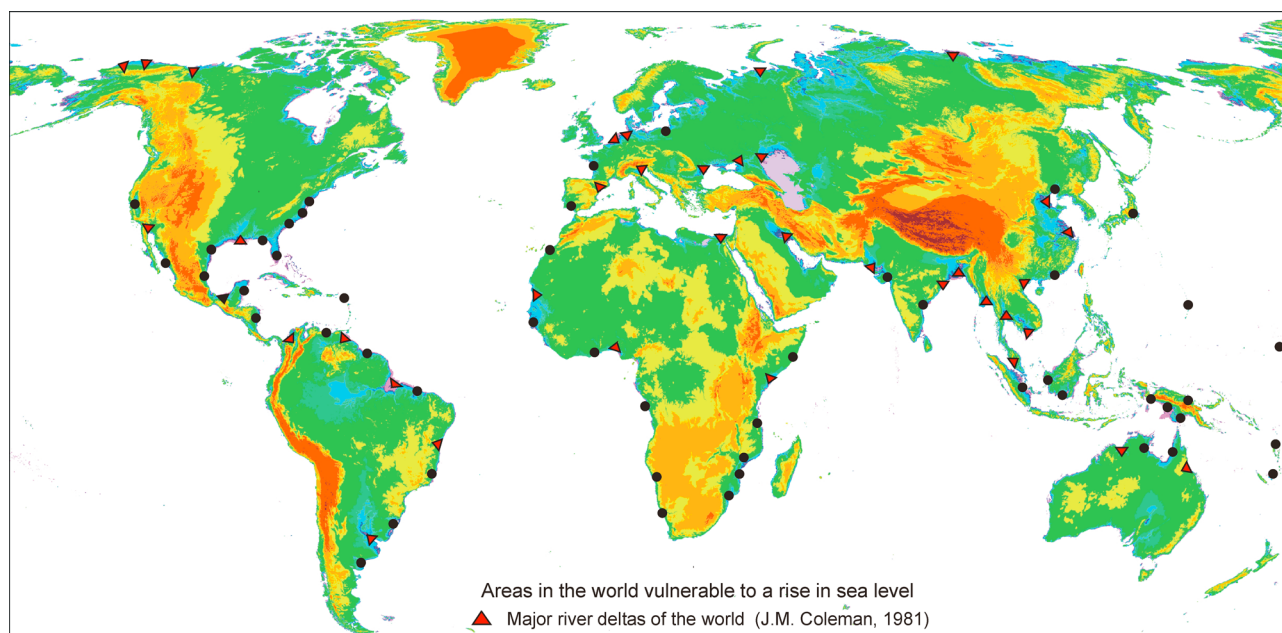 Areas in the world vulnerable to a rise in sea level
Major river deltas of the world (J.M. Coleman, 1981)